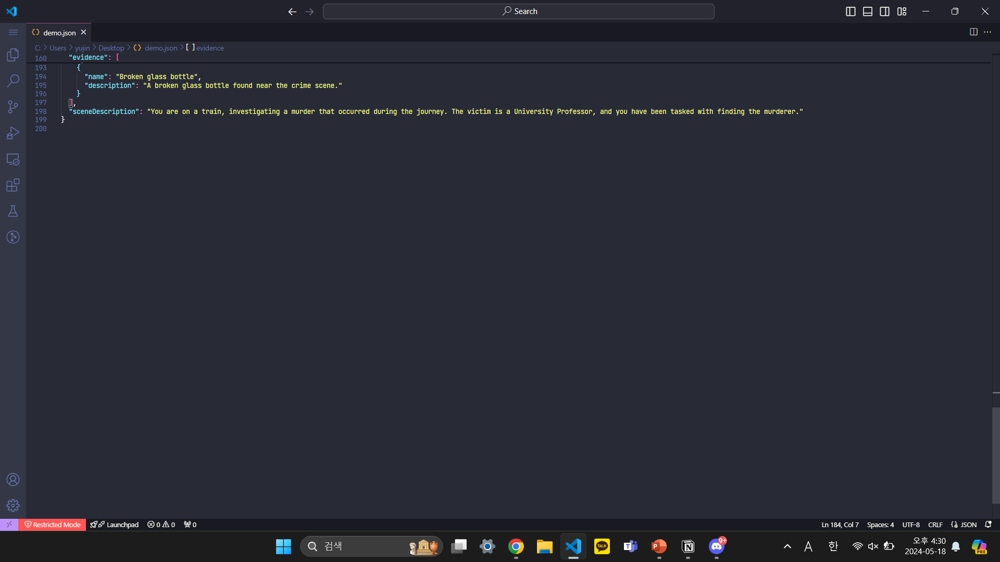 Search
demo.json
C: > Users > yujin > Desktop > {} demo.json > [ ] evidence
160 "evidence": [
193 {
194 "name": "Broken glass bottle",
195 "description": "A broken glass bottle found near the crime scene."
196 }
197 ],
198 "sceneDescription": "You are on a train, investigating a murder that occurred during the journey. The victim is a University Professor, and you have been tasked with finding the murderer."
199 }
200
Restricted Mode Launchpad 0 0 0 Ln 184, Col 7 Spaces: 4 UTF-8 CRLF {} JSON
검색
TALK
9+
A
한
오후 4:30
2024-05-18
PRE